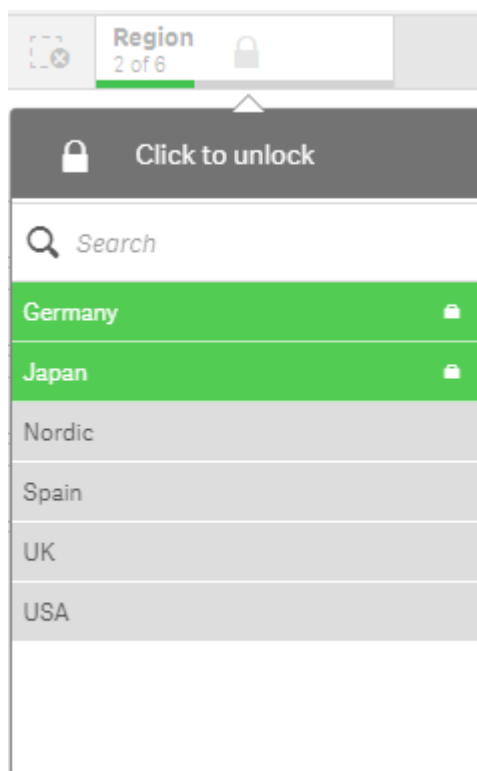 Region
2 of 6
Click to unlock
Search
Germany
Japan
Nordic
Spain
UK
USA